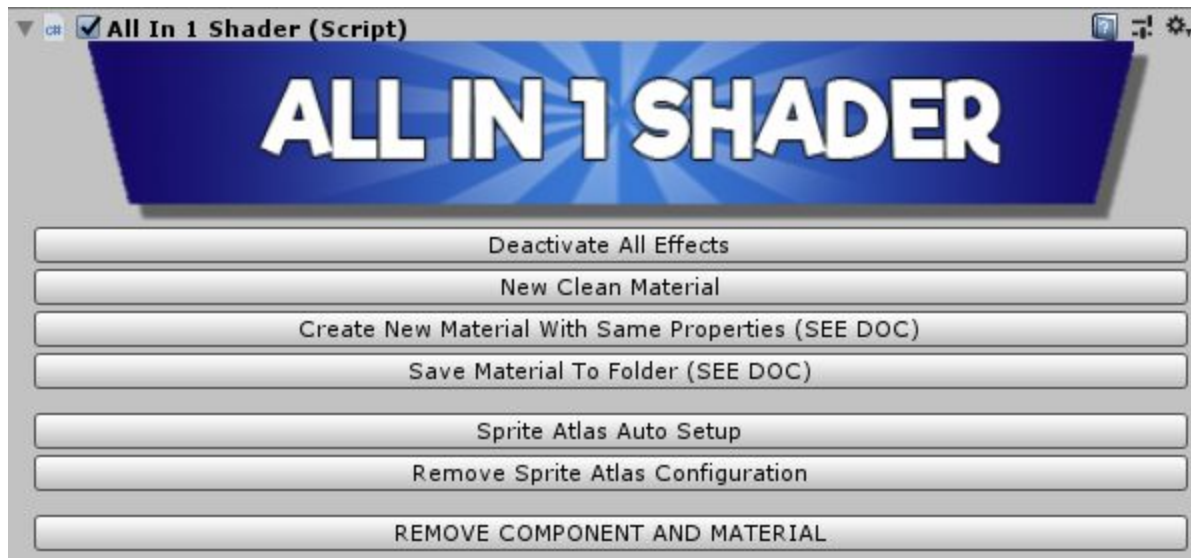 All In 1 Shader (Script)
ALL IN 1 SHADER
Deactivate All Effects
New Clean Material
Create New Material With Same Properties (SEE DOC)
Save Material To Folder (SEE DOC)
Sprite Atlas Auto Setup
Remove Sprite Atlas Configuration
REMOVE COMPONENT AND MATERIAL